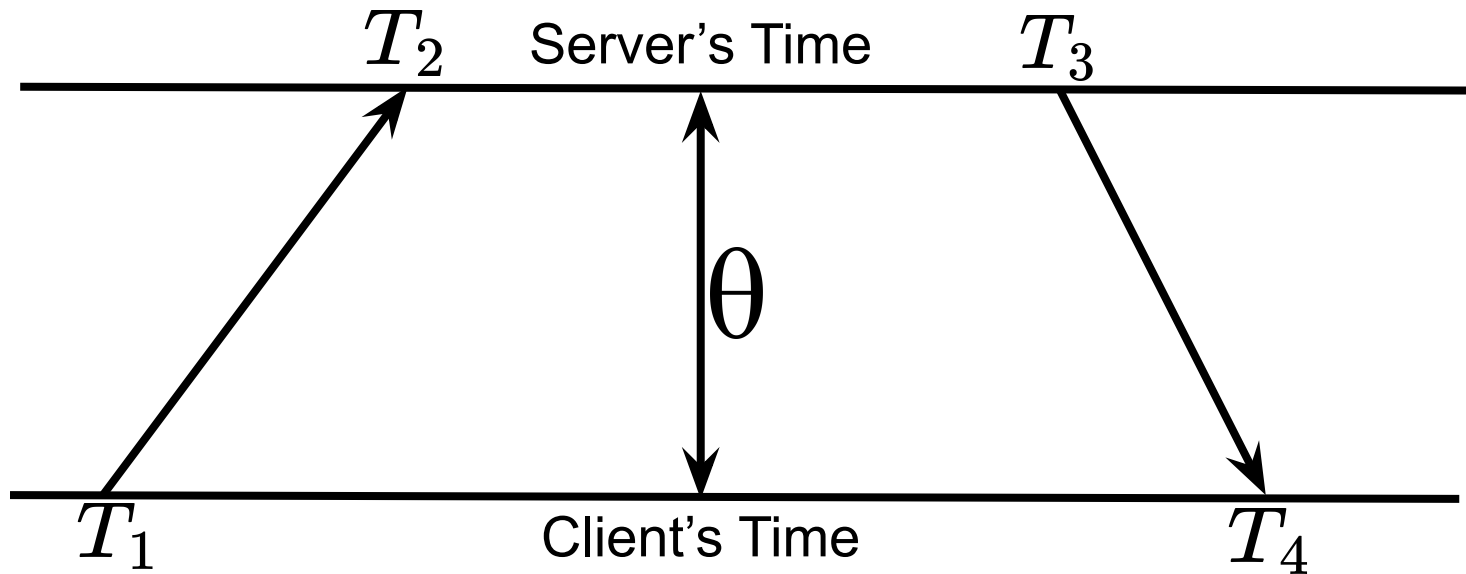 T₂ Server’s Time T₃
θ
T₁ Client’s Time T₄